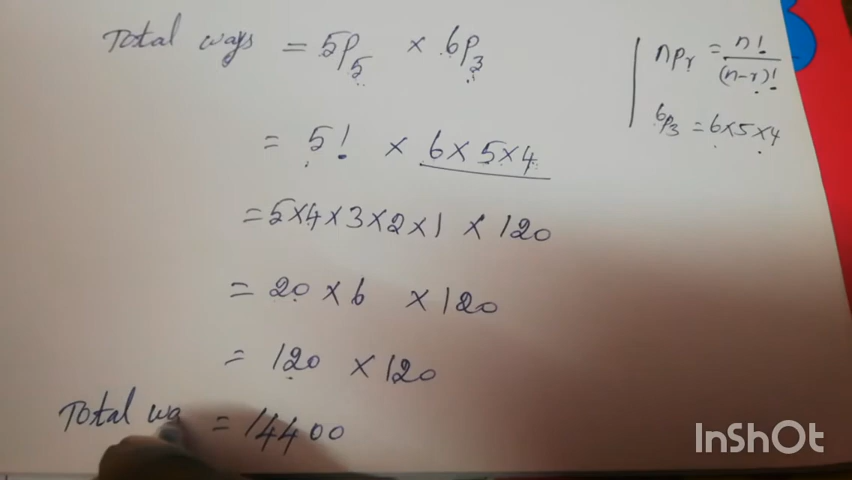 Total ways = 5P5 × 6P3
= 5! × 6×5×4
= 5×4×3×2×1 × 120
= 20 × 6 × 120
= 120 × 120
Total wa = 14400
nPr = n!/(n-r)!
6P3 = 6×5×4
InShOt